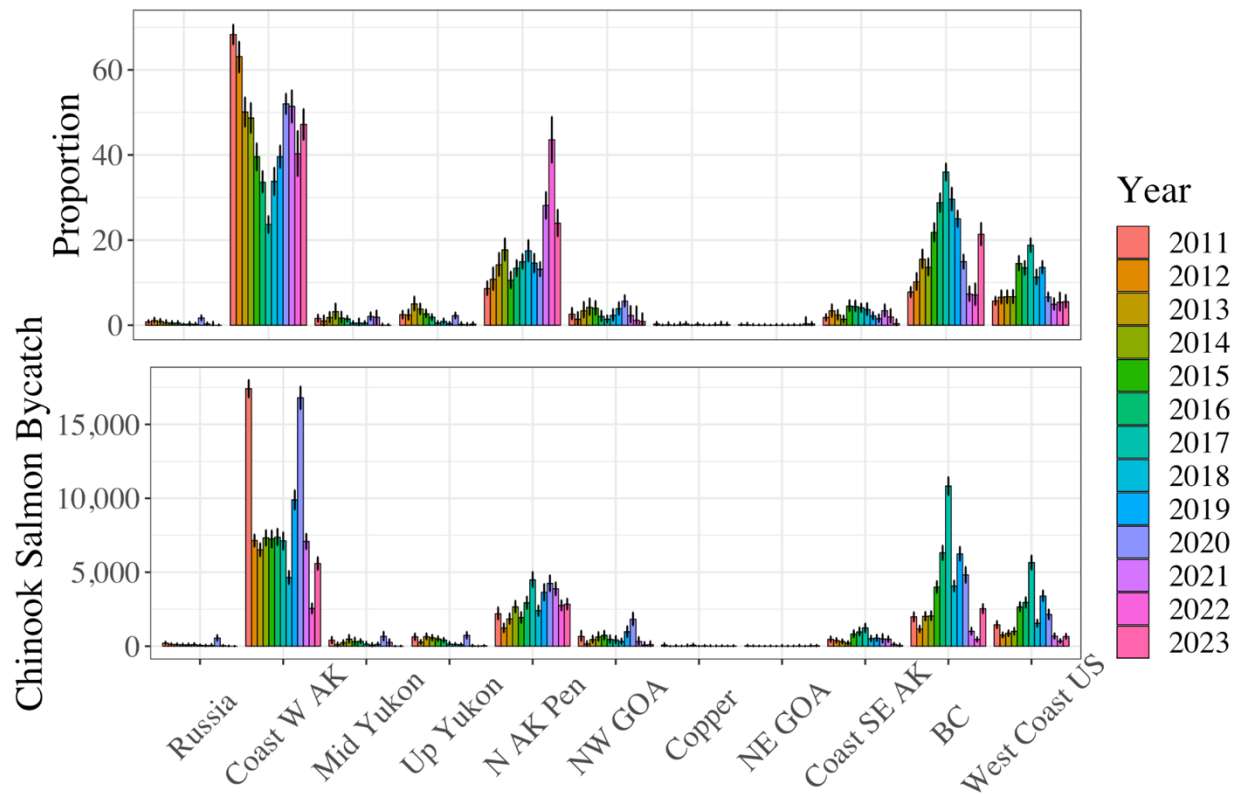 Proportion
60
40
20
0
Chinook Salmon Bycatch
15,000
10,000
5,000
0
Russia
Coast W AK
Mid Yukon
Up Yukon
N AK Pen
NW GOA
Copper
NE GOA
Coast SE AK
BC
West Coast US
Year
2011
2012
2013
2014
2015
2016
2017
2018
2019
2020
2021
2022
2023